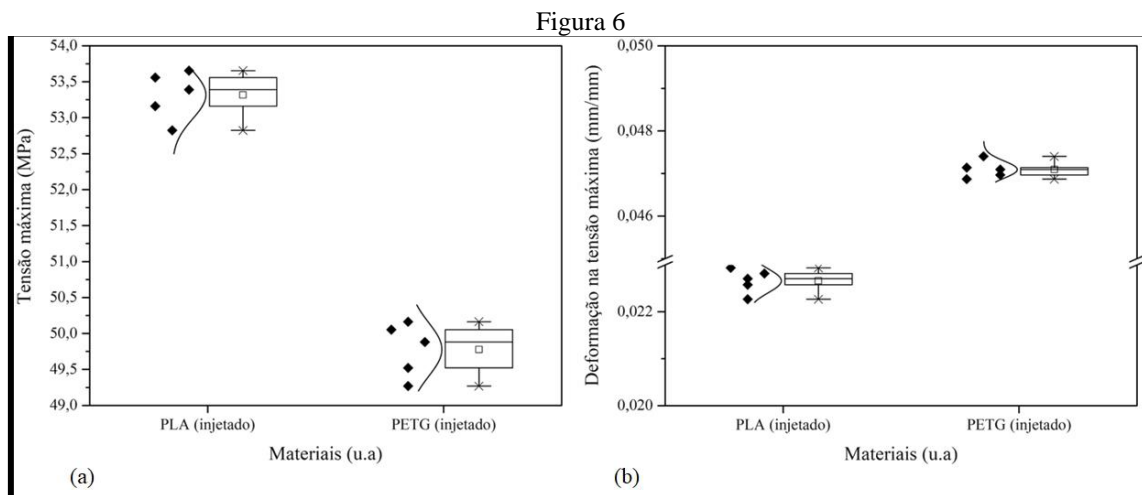 Figura 6
Tensão máxima (MPa)
54,0
53,5
53,0
52,5
52,0
51,5
51,0
50,5
50,0
49,5
49,0
PLA (injetado)
PETG (injetado)
Materiais (u.a)
(a)
Deformação na tensão máxima (mm/mm)
0,050
0,048
0,046
0,022
0,020
PLA (injetado)
PETG (injetado)
Materiais (u.a)
(b)